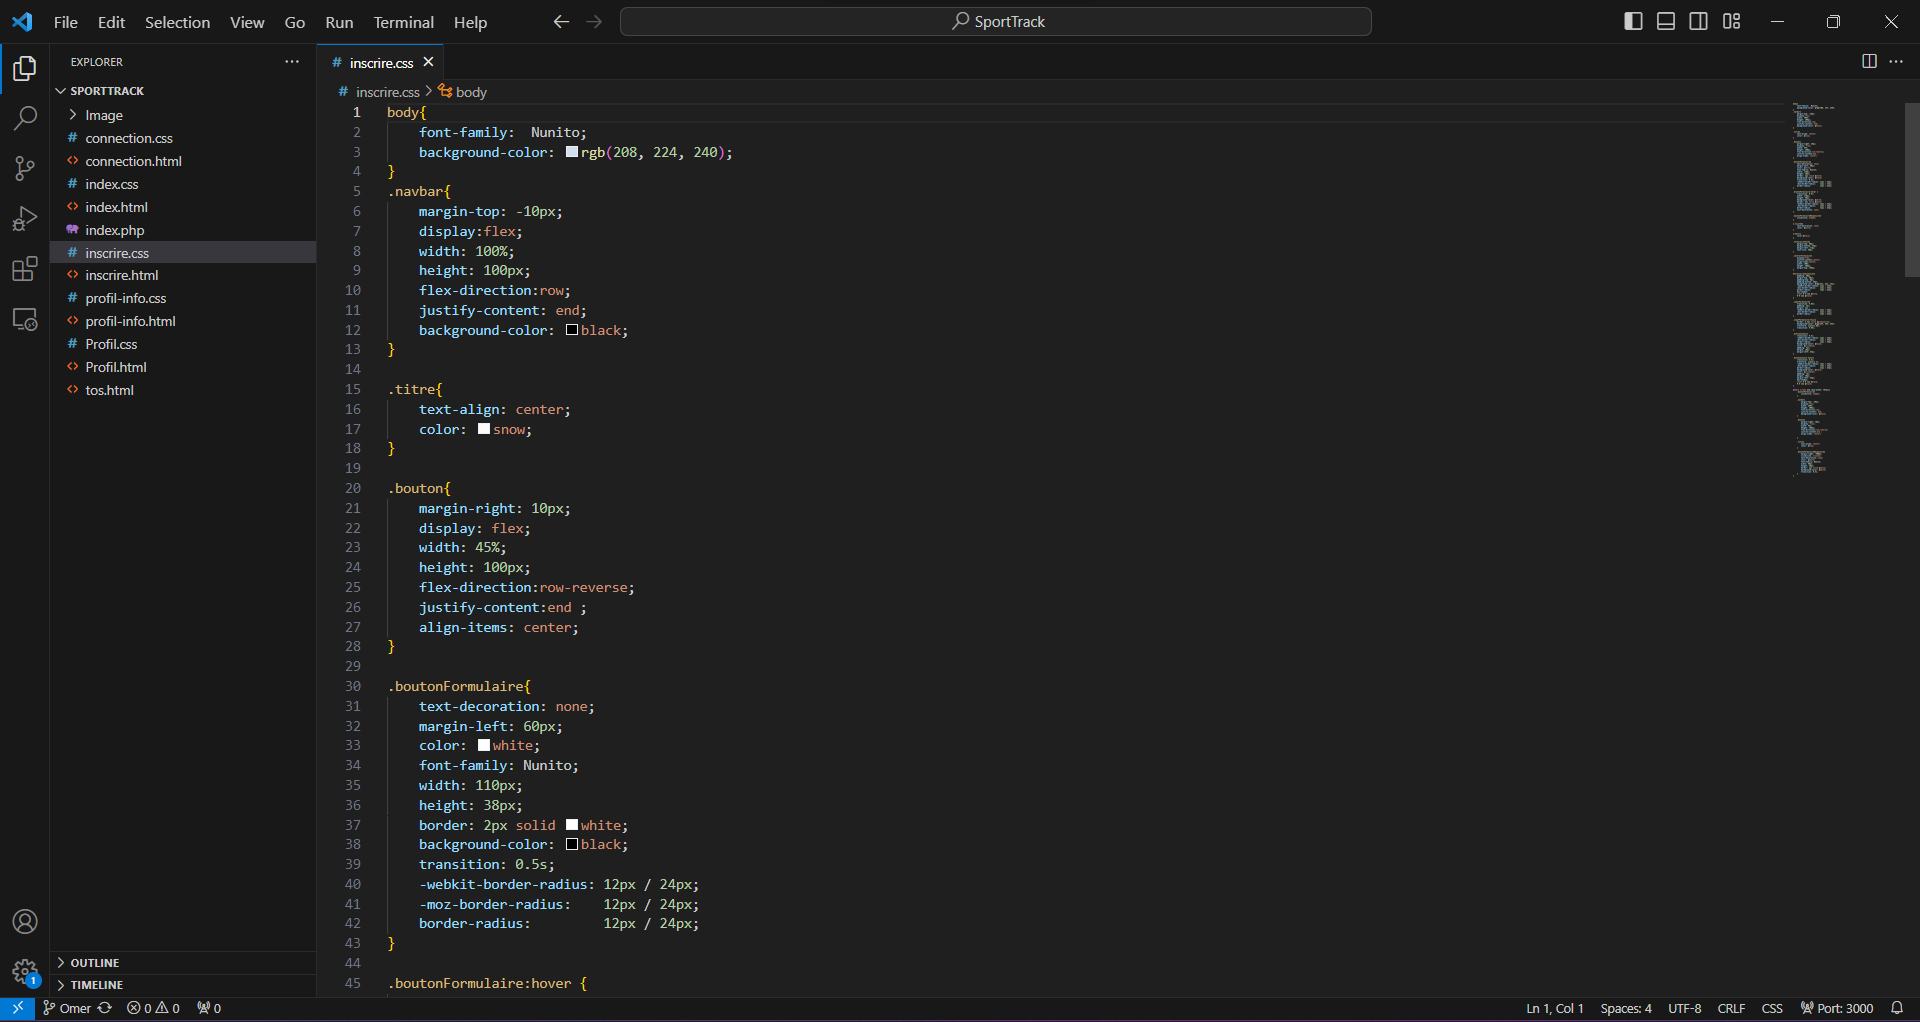 File Edit Selection View Go Run Terminal Help
SportTrack
EXPLORER
SPORTTRACK
Image
connection.css
connection.html
index.css
index.html
index.php
inscrire.css
inscrire.html
profil-info.css
profil-info.html
Profil.css
Profil.html
tos.html
OUTLINE
TIMELINE
inscrire.css
inscrire.css > body
1 body{
2 font-family:  Nunito;
3 background-color: rgb(208, 224, 240);
4 }
5 .navbar{
6 margin-top: -10px;
7 display:flex;
8 width: 100%;
9 height: 100px;
10 flex-direction:row;
11 justify-content: end;
12 background-color: black;
13 }
14
15 .titre{
16 text-align: center;
17 color: snow;
18 }
19
20 .bouton{
21 margin-right: 10px;
22 display: flex;
23 width: 45%;
24 height: 100px;
25 flex-direction:row-reverse;
26 justify-content:end ;
27 align-items: center;
28 }
29
30 .boutonFormulaire{
31 text-decoration: none;
32 margin-left: 60px;
33 color: white;
34 font-family: Nunito;
35 width: 110px;
36 height: 38px;
37 border: 2px solid white;
38 background-color: black;
39 transition: 0.5s;
40 -webkit-border-radius: 12px / 24px;
41 -moz-border-radius:    12px / 24px;
42 border-radius:         12px / 24px;
43 }
44
45 .boutonFormulaire:hover {
1
Omer 0 0 0 Ln 1, Col 1 Spaces: 4 UTF-8 CRLF CSS Port: 3000